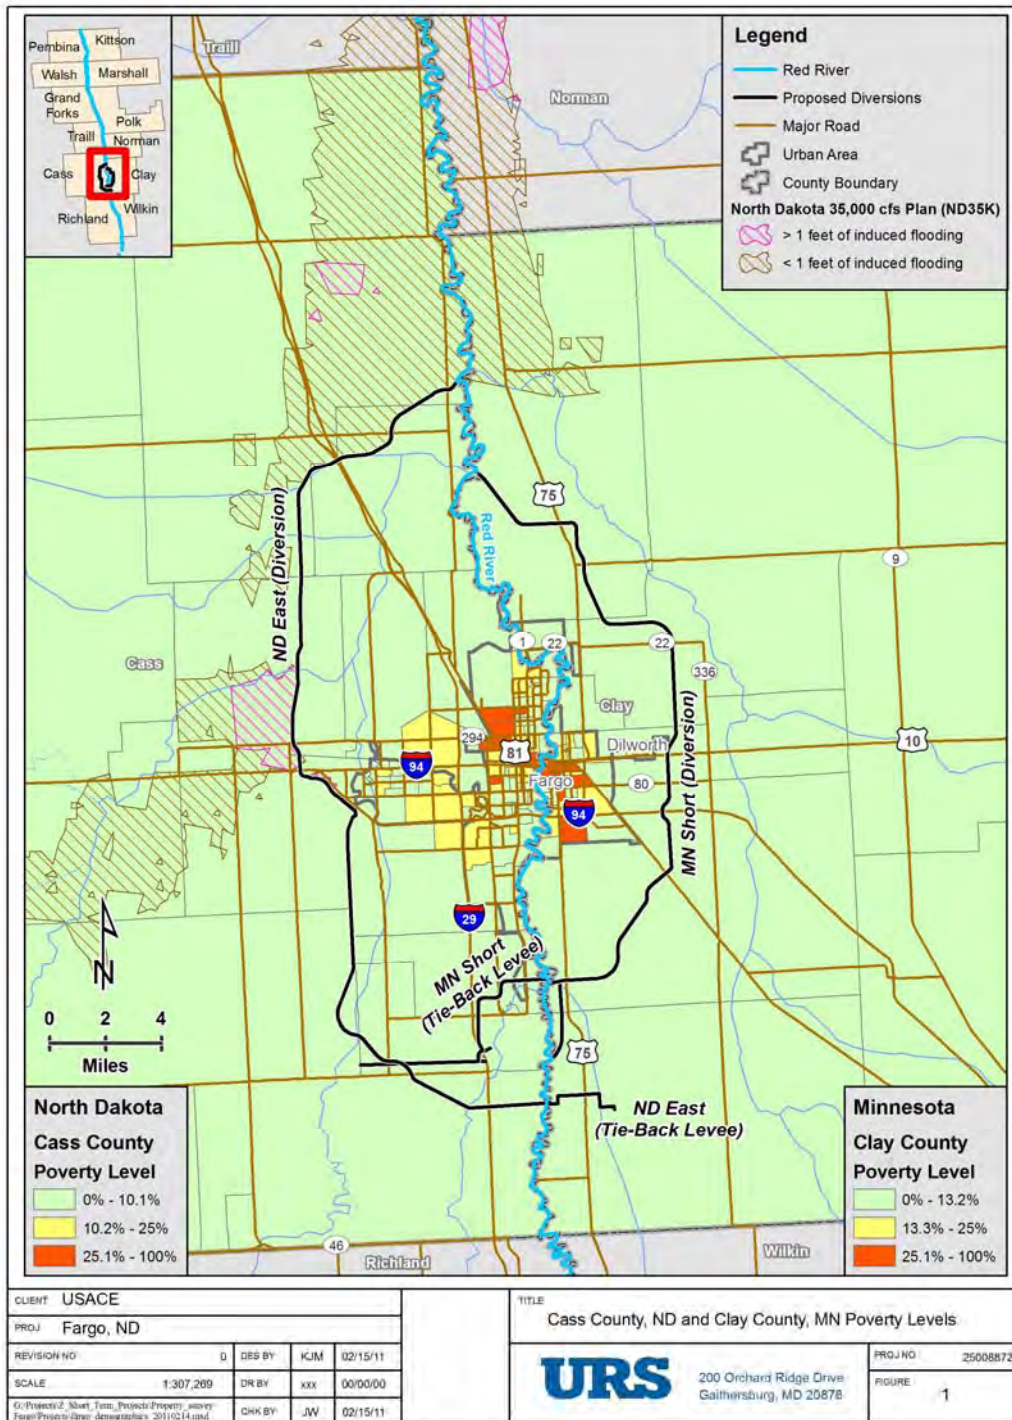 Pembina
Kittson
Walsh
Marshall
Grand
Forks
Polk
Traill
Norman
Cass
Clay
Richland
Wilkin
Traill
Norman
Legend
Red River
Proposed Diversions
Major Road
Urban Area
County Boundary
North Dakota 35,000 cfs Plan (ND35K)
> 1 feet of induced flooding
< 1 feet of induced flooding
75
Red River
ND East (Diversion)
9
Cass
1
22
22
336
Clay
294
81
Dilworth
10
94
Fargo
80
94
MN Short (Diversion)
29
MN Short
(Tie-Back Levee)
N
0 2 4
Miles
75
ND East
(Tie-Back Levee)
North Dakota
Cass County
Poverty Level
0% - 10.1%
10.2% - 25%
25.1% - 100%
Minnesota
Clay County
Poverty Level
0% - 13.2%
13.3% - 25%
25.1% - 100%
46
Richland
Wilkin
CLIENT USACE
PROJ Fargo, ND
REVISION NO 0 DES BY KJM 02/15/11
SCALE 1:307,269 DR BY xxx 00/00/00
CHK BY JW 02/15/11
TITLE
Cass County, ND and Clay County, MN Poverty Levels
URS
200 Orchard Ridge Drive
Gaithersburg, MD 20878
PROJ NO 25008872
FIGURE 1